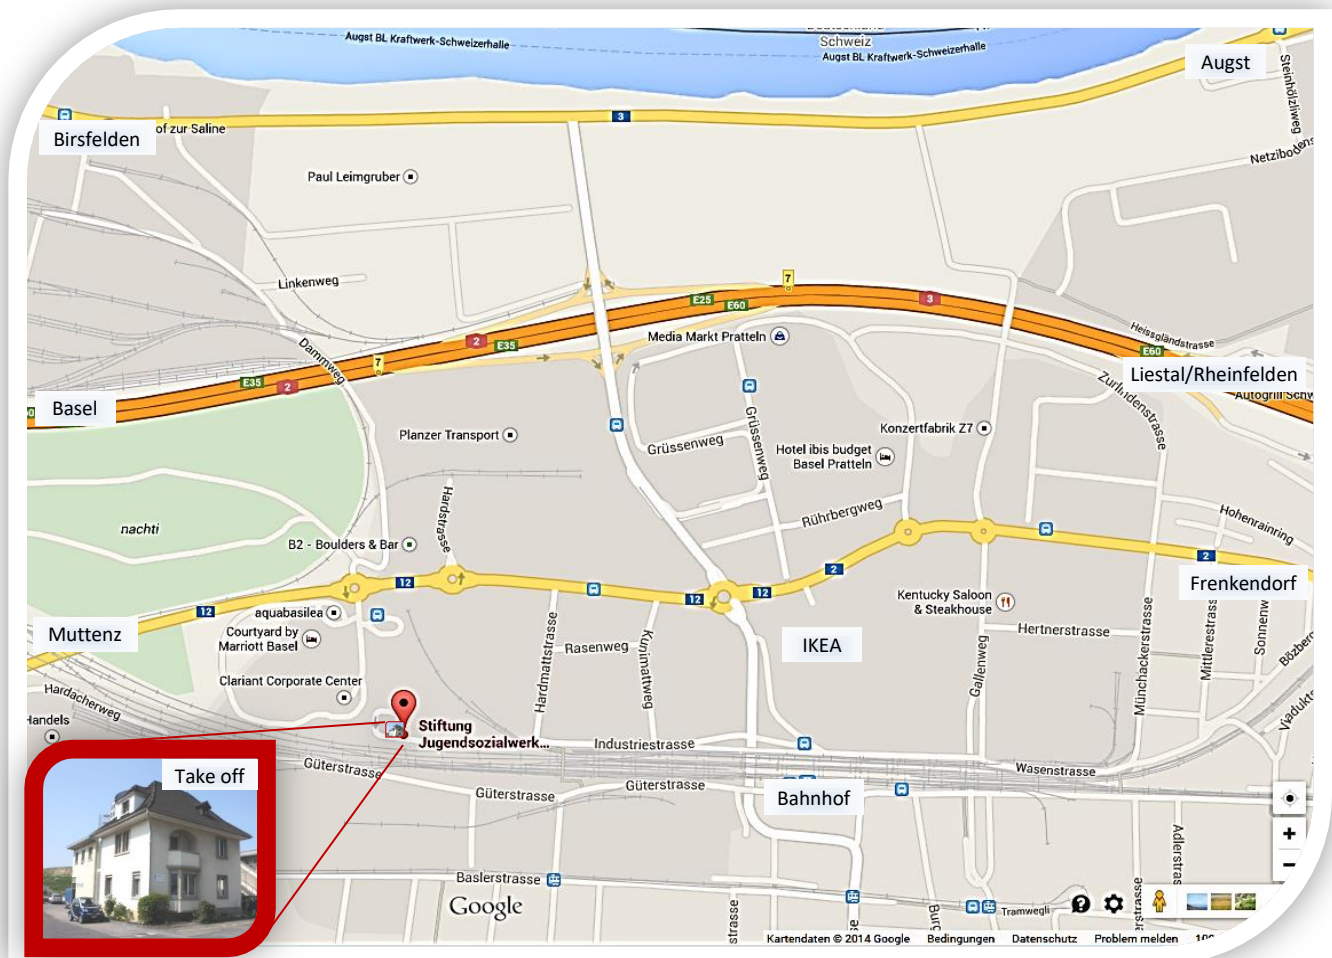 Schweiz
Augst BL Kraftwerk-Schweizerhalle
Augst BL Kraftwerk-Schweizerhalle
Augst
Steinhölzliweg
3
Birsfelden
of zur Saline
Paul Leimgruber
Linkenweg
7
E25
E60
3
Media Markt Pratteln
Heissgländstrasse
E60
2
E35
7
Dammweg
E35
2
Liestal/Rheinfelden
Zurlindenstrasse
Basel
Planzer Transport
Grüssenweg
Grüssenweg
Konzertfabrik Z7
Hotel ibis budget
Basel Pratteln
Rührbergweg
Hohenrainring
nachti
Hardstrasse
B2 - Boulders & Bar
2
12
2
12
12
12
Frenkendorf
Kentucky Saloon
& Steakhouse
aquabasilea
Muttenz
Courtyard by
Marriott Basel
Hardmattstrasse
Rasenweg
Kunimattweg
IKEA
Hertnerstrasse
Gallenweg
Münchackerstrasse
Clariant Corporate Center
Hardacherweg
Handels
Stiftung
Jugendsozialwerk...
Industriestrasse
Wasenstrasse
Güterstrasse
Güterstrasse
Güterstrasse
Take off
Bahnhof
Baslerstrasse
Google
Tramwegli
Kartendaten © 2014 Google Bedingungen Datenschutz Problem melden